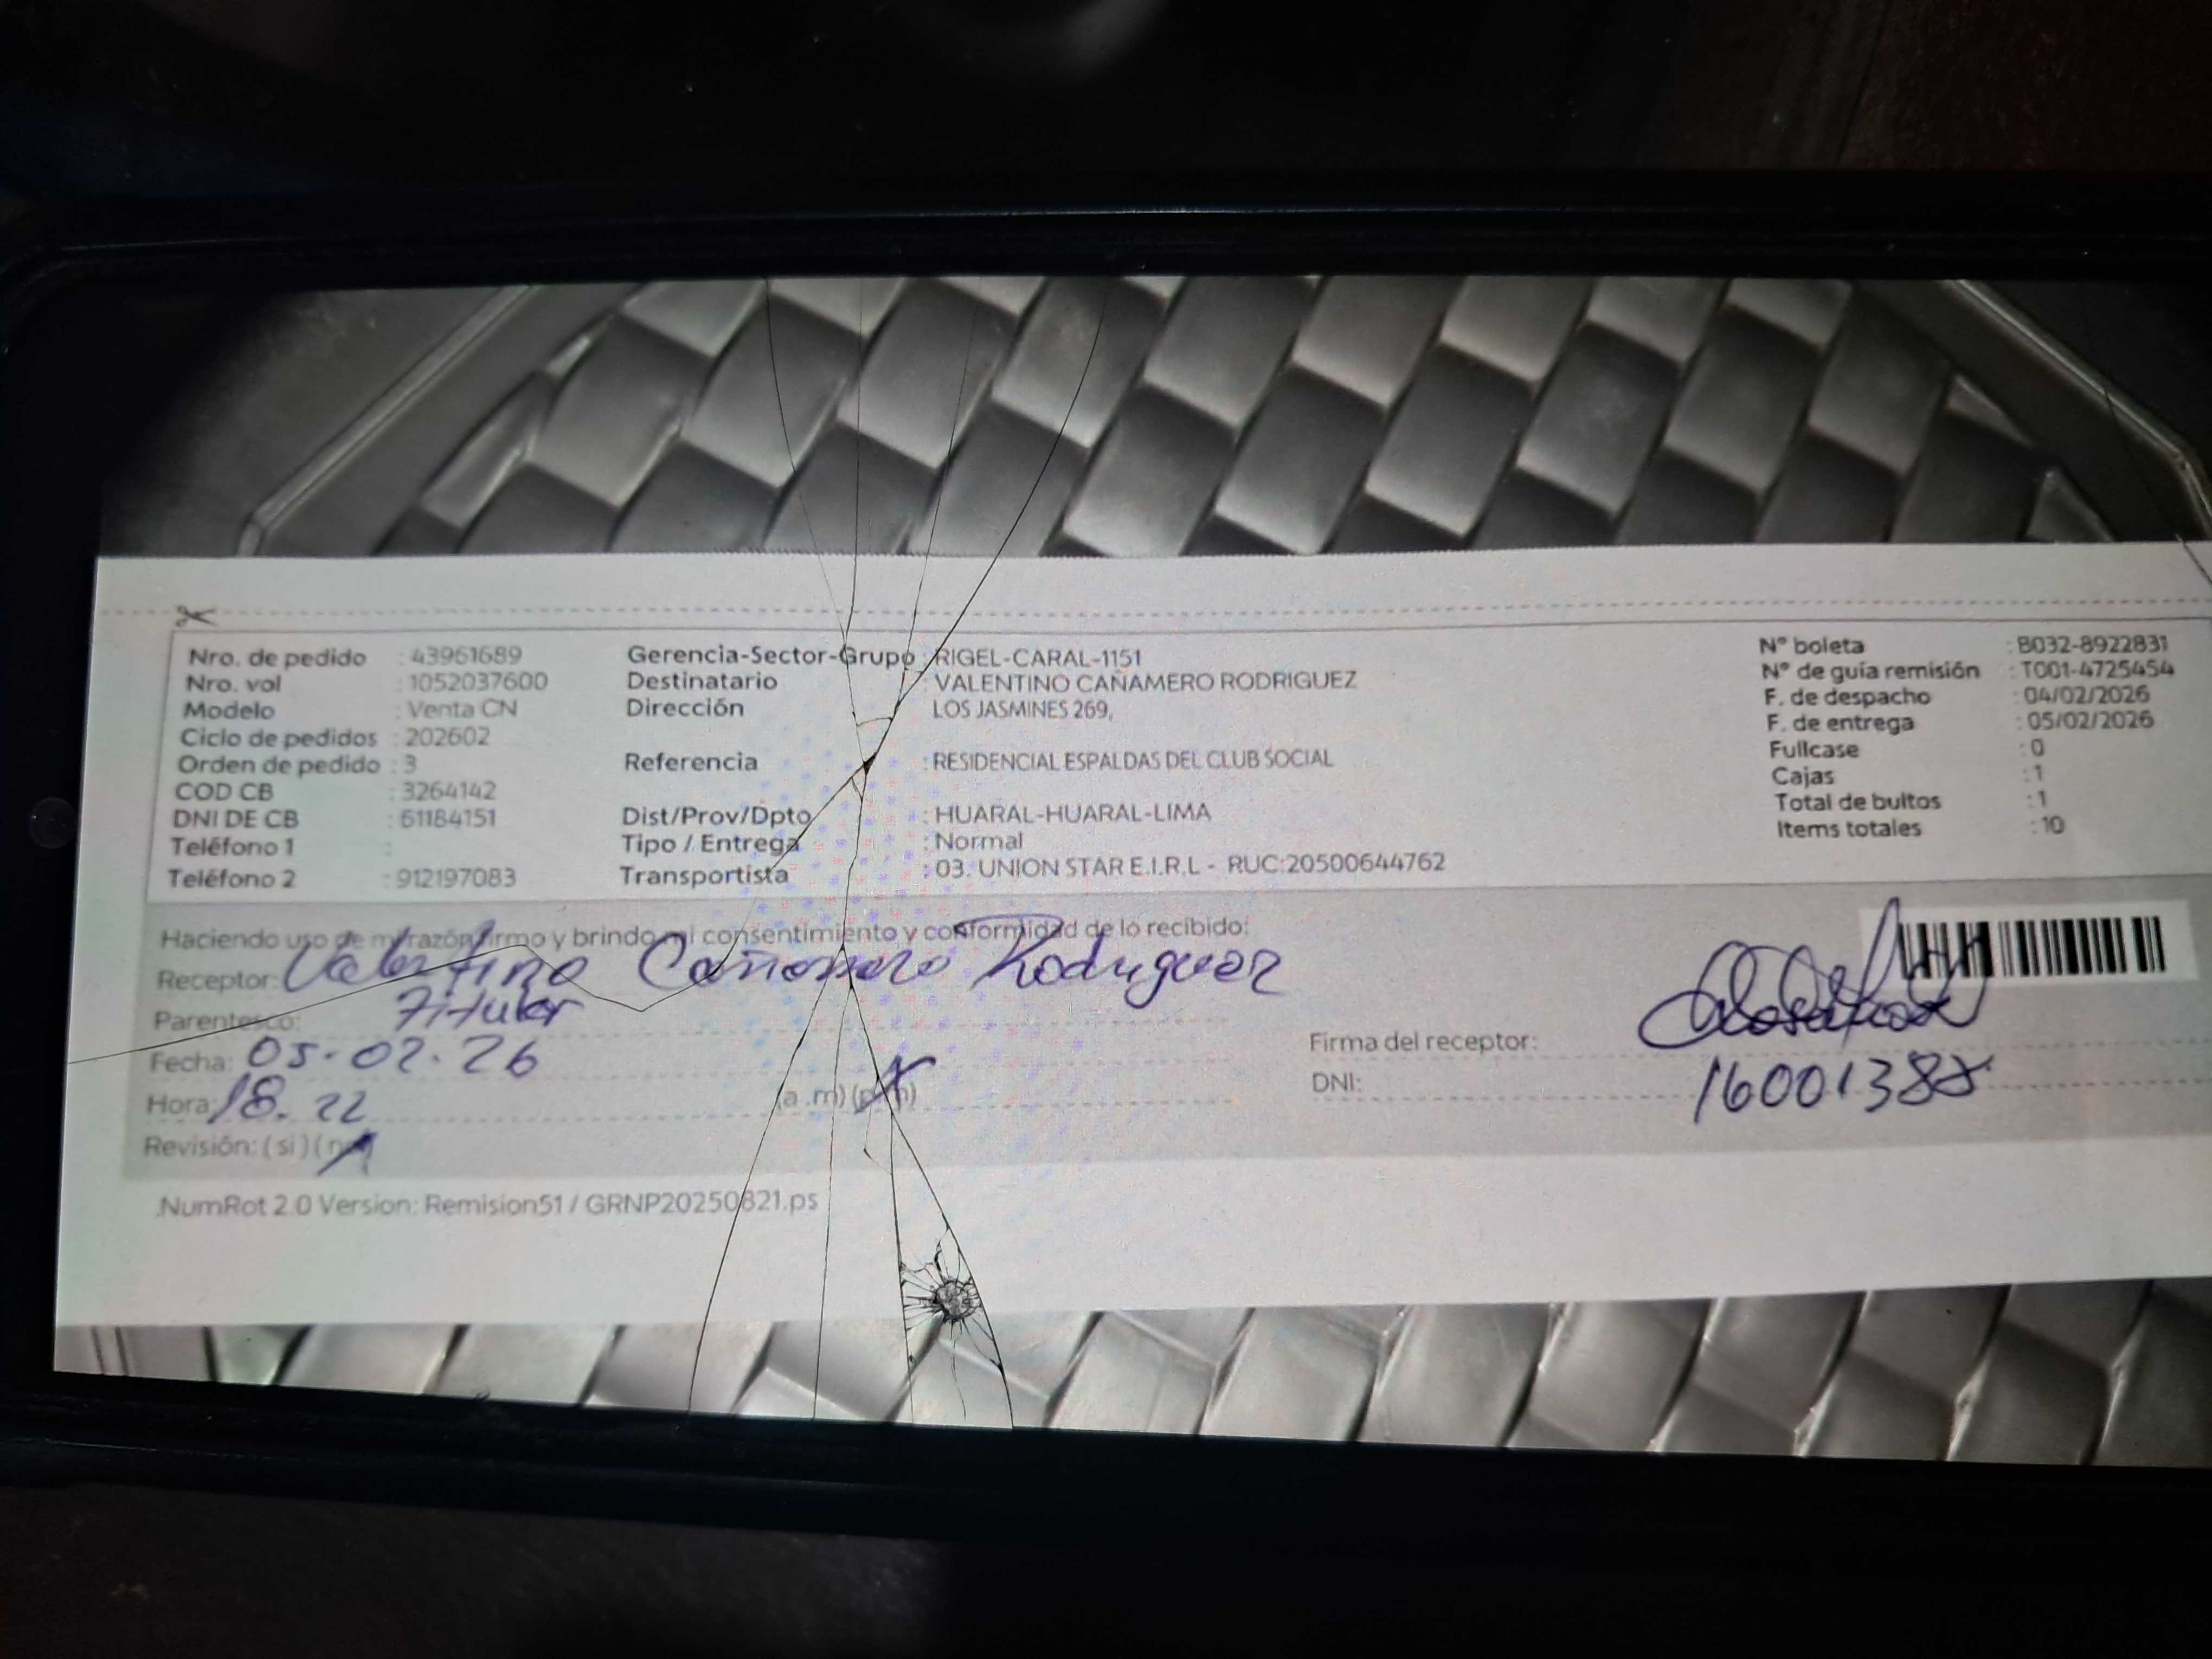 Nro. de pedido : 43961689
Nro. vol : 1052037600
Modelo : Venta CN
Ciclo de pedidos : 202602
Orden de pedido : 3
COD CB : 3264142
DNI DE CB : 61184151
Teléfono 1 :
Teléfono 2 : 912197083
Gerencia-Sector-Grupo : RIGEL-CARAL-1151
Destinatario : VALENTINO CAÑAMERO RODRIGUEZ
Dirección LOS JASMINES 269,
Referencia : RESIDENCIAL ESPALDAS DEL CLUB SOCIAL
Dist/Prov/Dpto : HUARAL-HUARAL-LIMA
Tipo / Entrega : Normal
Transportista : 03. UNION STAR E.I.R.L - RUC:20500644762
N° boleta : B032-8922831
N° de guía remisión : T001-4725454
F. de despacho : 04/02/2026
F. de entrega : 05/02/2026
Fullcase : 0
Cajas : 1
Total de bultos : 1
Items totales : 10
Haciendo uso de mi razón firmo y brindo mi consentimiento y conformidad de lo recibido:
Receptor: Valentino Cañamero Rodriguez
Parentesco: Titular
Fecha: 05-02-26
Hora: 18.22 (a .m) (p.m)
Revisión: ( si ) ( no
Firma del receptor:
DNI: 16001388
.NumRot 2.0 Version: Remision51 / GRNP20250821.ps